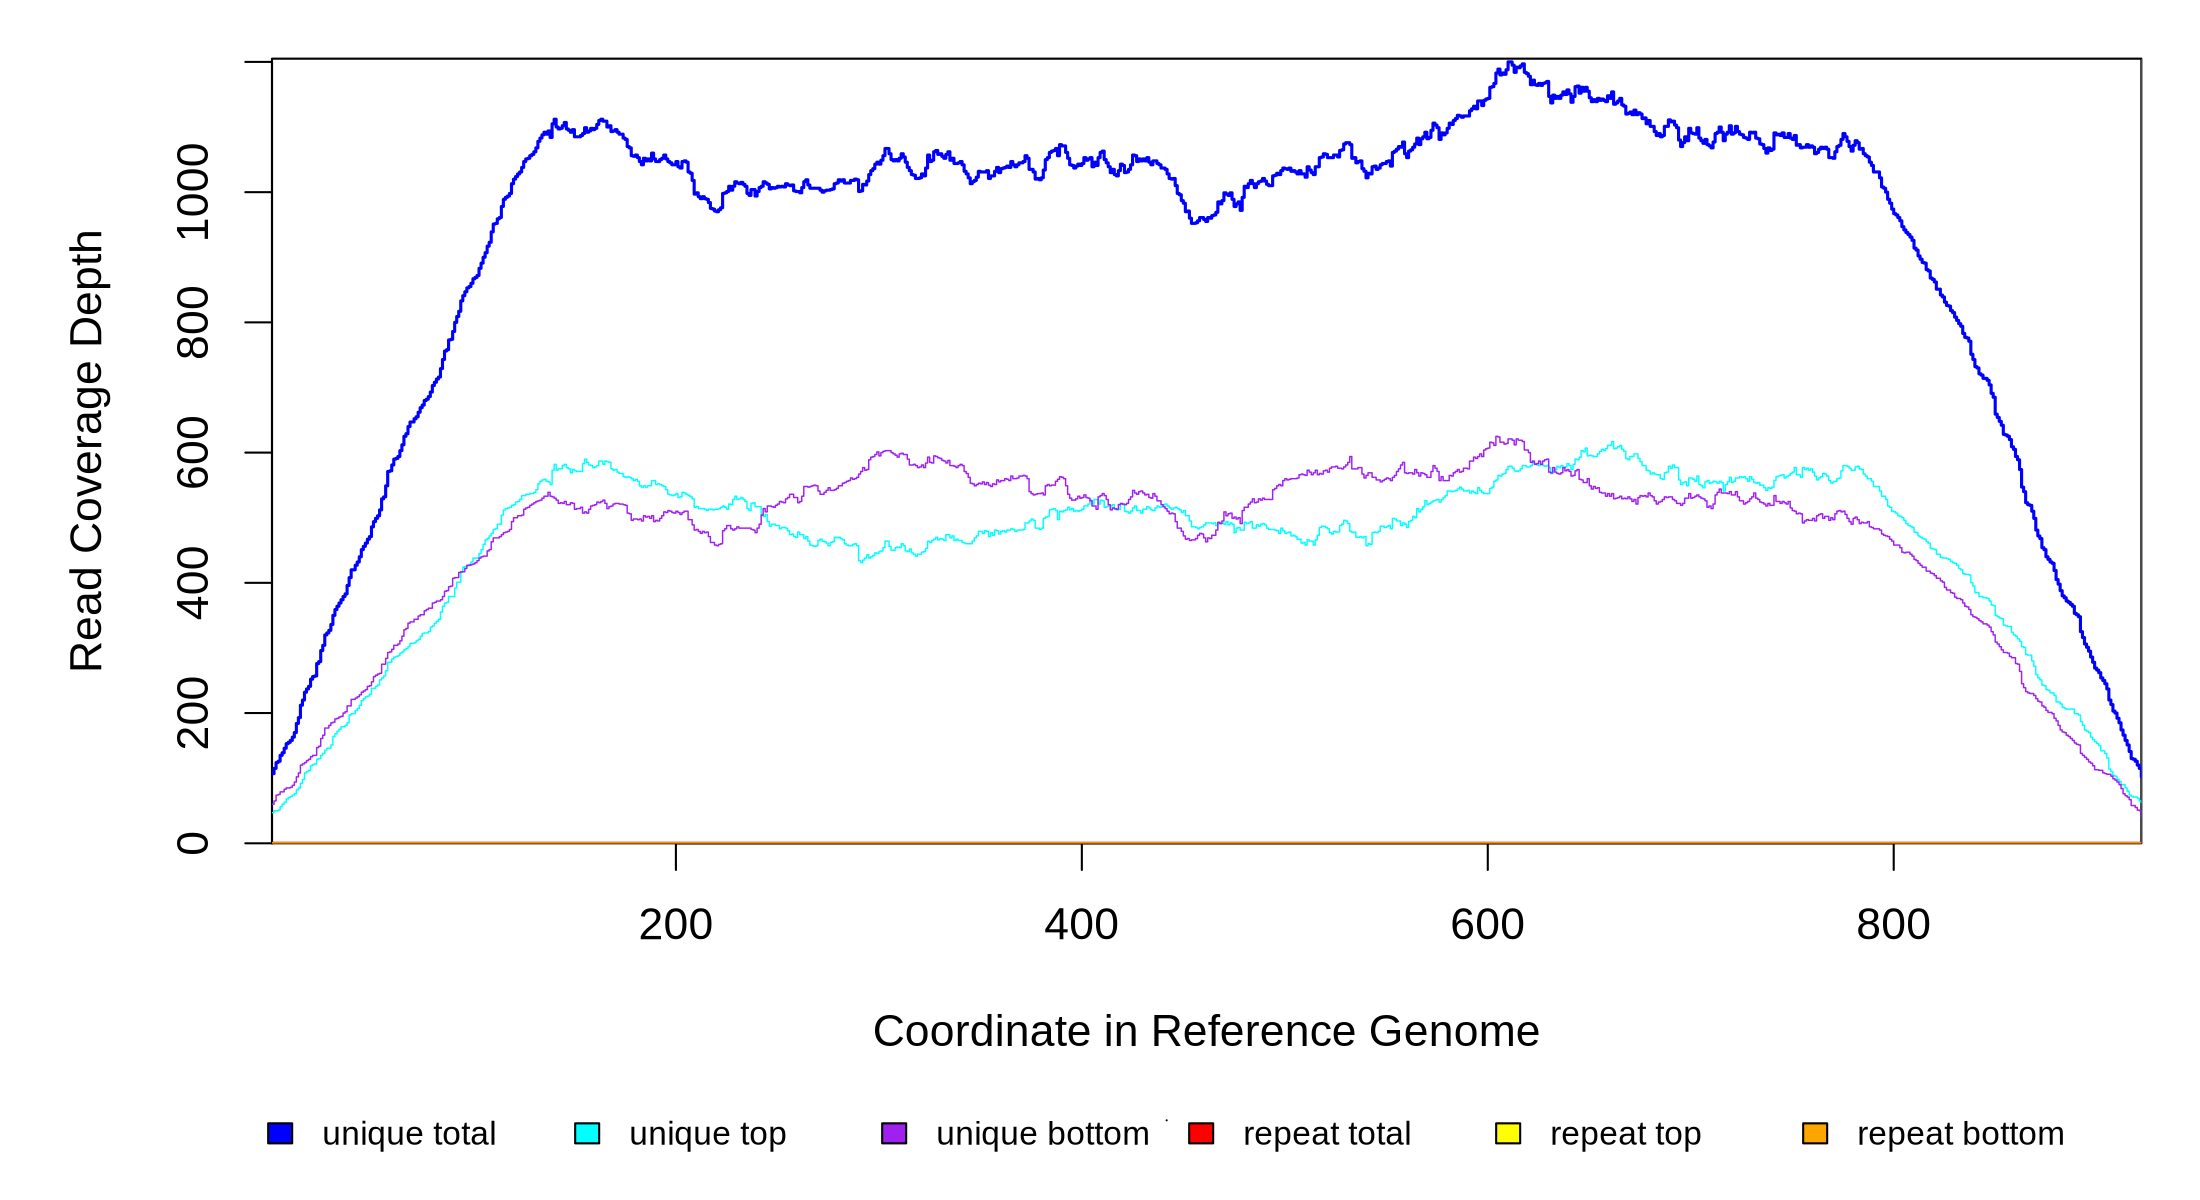 Read Coverage Depth
1000
800
600
400
200
0
200 400 600 800
Coordinate in Reference Genome
unique total unique top unique bottom repeat total repeat top repeat bottom